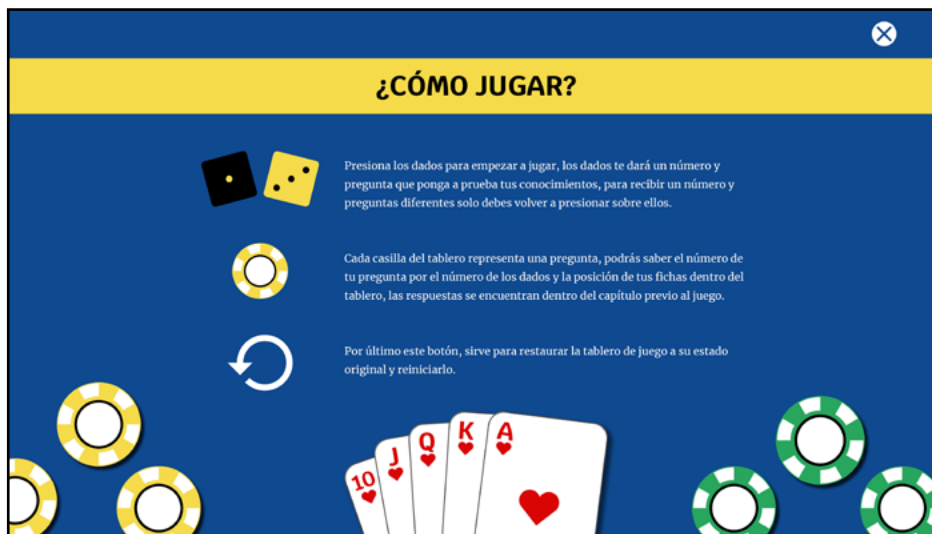 ¿CÓMO JUGAR?
Presiona los dados para empezar a jugar, los dados te dará un número y
pregunta que ponga a prueba tus conocimientos, para recibir un número y
preguntas diferentes solo debes volver a presionar sobre ellos.
Cada casilla del tablero representa una pregunta, podrás saber el número de
tu pregunta por el número de los dados y la posición de tus fichas dentro del
tablero, las respuestas se encuentran dentro del capítulo previo al juego.
Por último este botón, sirve para restaurar la tablero de juego a su estado
original y reiniciarlo.
10
J
Q
K
A